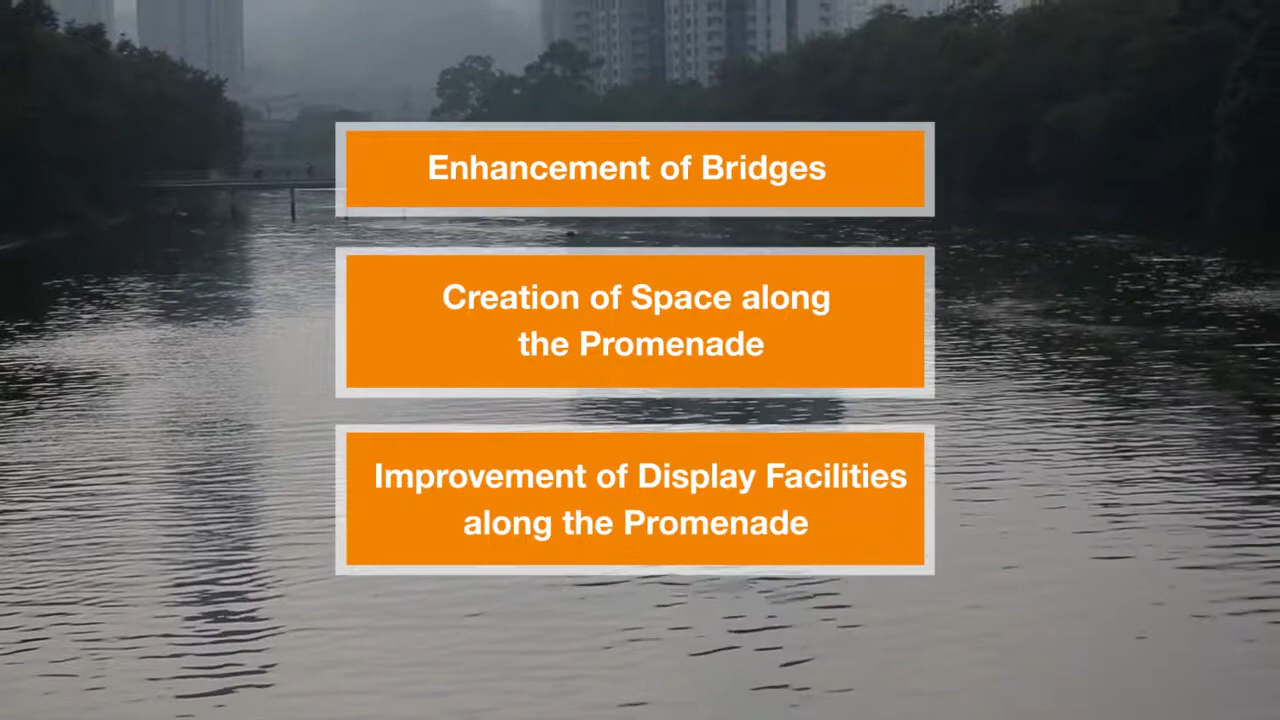 Enhancement of Bridges
Creation of Space along
the Promenade
Improvement of Display Facilities
along the Promenade